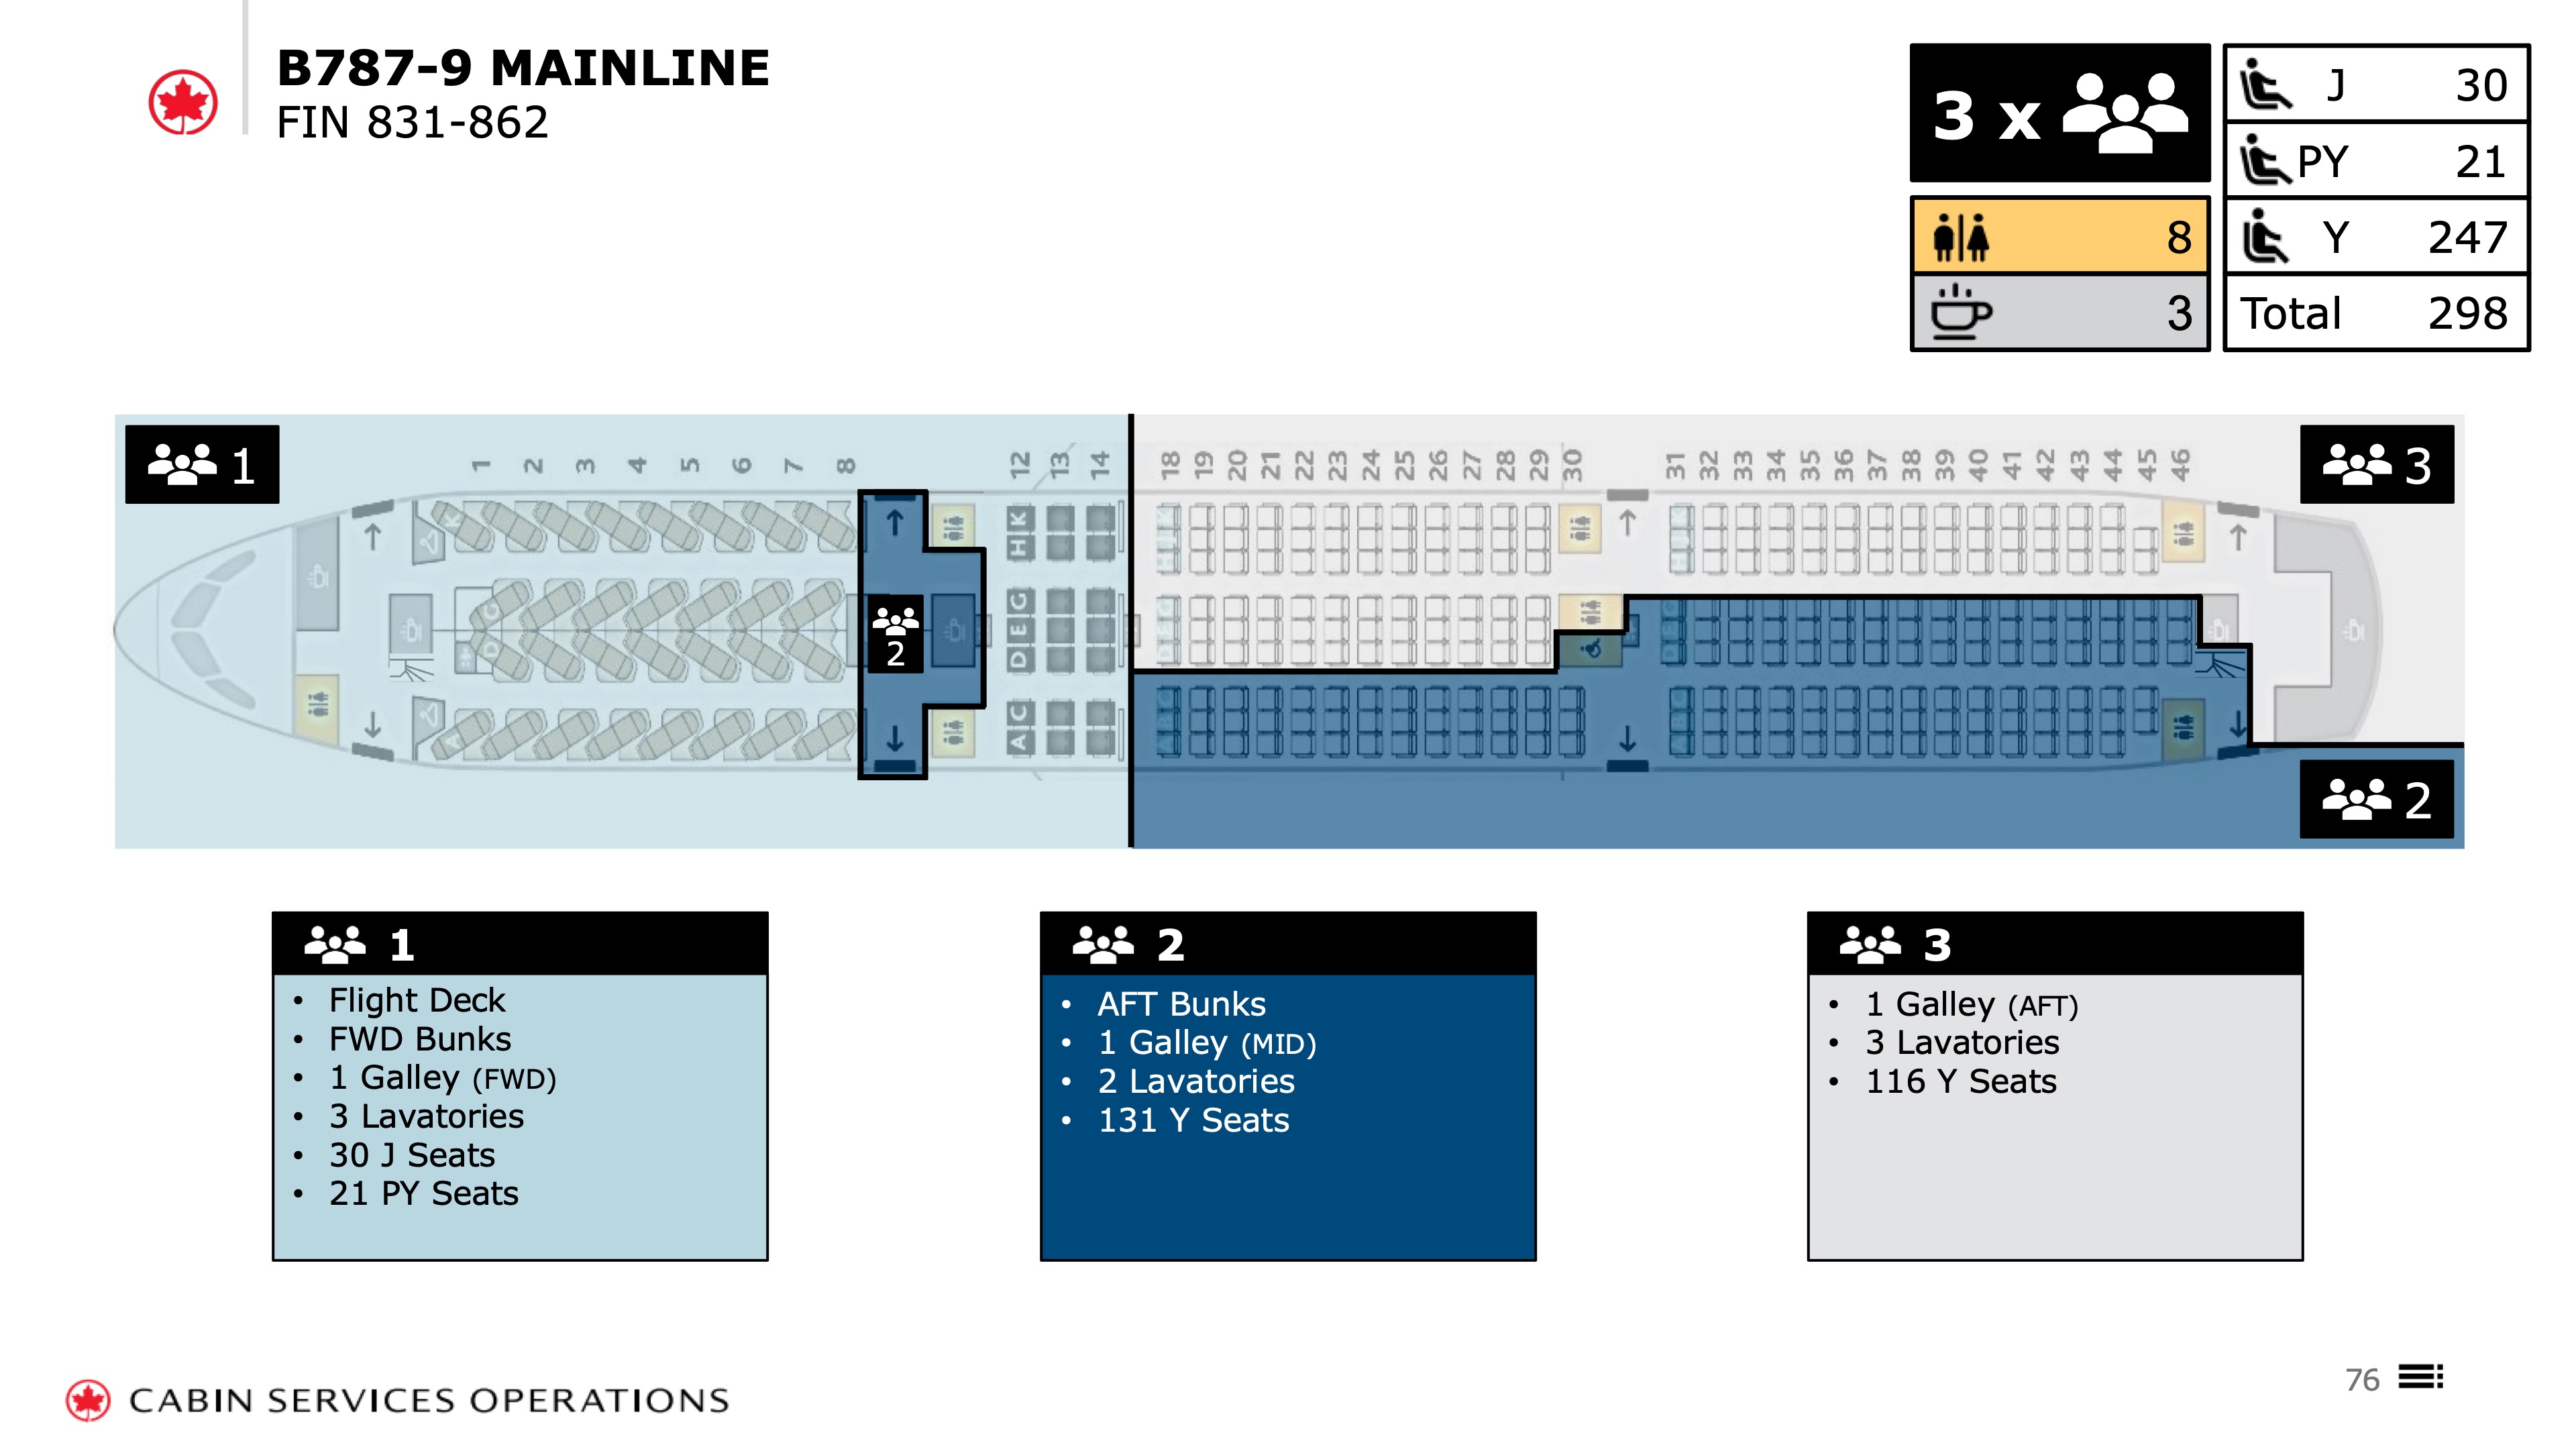 B787-9 MAINLINE
FIN 831-862
3 x
8
3
J 30
PY 21
Y 247
Total 298
1
3
1 2 3 4 5 6 7 8 12 13 14 18 19 20 21 22 23 24 25 26 27 28 29 30 31 32 33 34 35 36 37 38 39 40 41 42 43 44 45 46
K
H K
G
D
D E G
2
A
A C
2
1
• Flight Deck
• FWD Bunks
• 1 Galley (FWD)
• 3 Lavatories
• 30 J Seats
• 21 PY Seats
2
• AFT Bunks
• 1 Galley (MID)
• 2 Lavatories
• 131 Y Seats
3
• 1 Galley (AFT)
• 3 Lavatories
• 116 Y Seats
CABIN SERVICES OPERATIONS
76